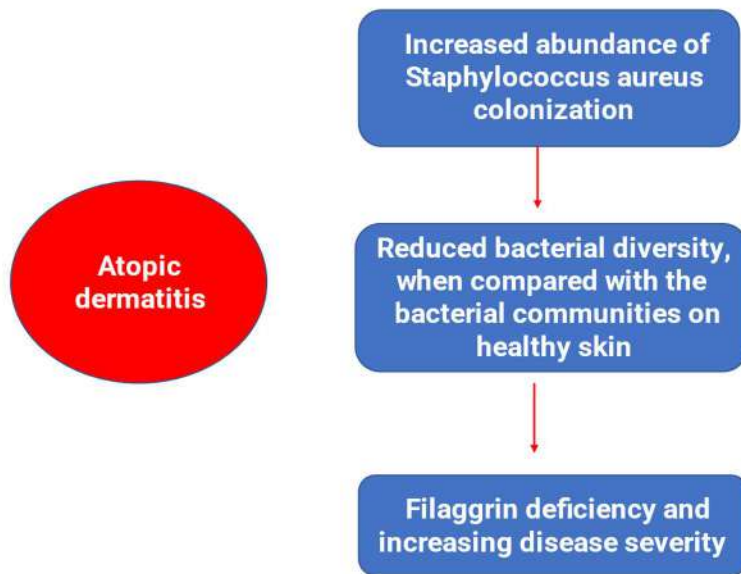 Increased abundance of
Staphylococcus aureus
colonization
Atopic
dermatitis
Reduced bacterial diversity,
when compared with the
bacterial communities on
healthy skin
Filaggrin deficiency and
increasing disease severity